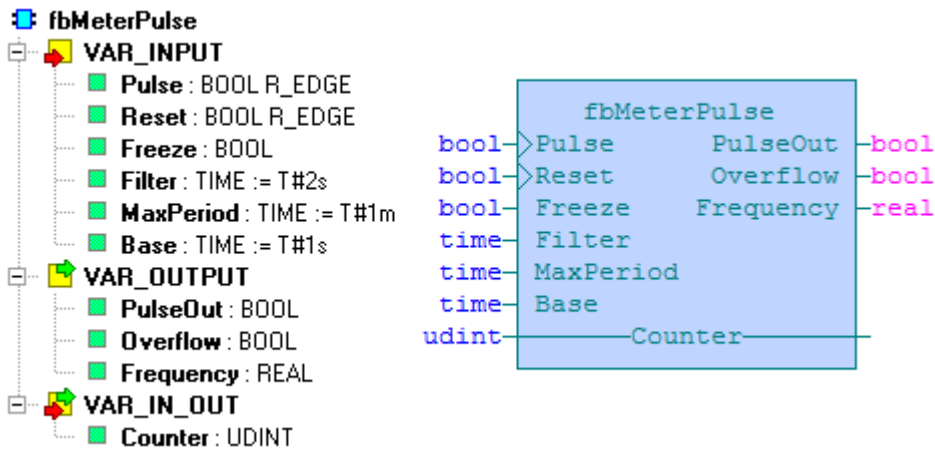 fbMeterPulse
VAR_INPUT
Pulse : BOOL R_EDGE
Reset : BOOL R_EDGE
Freeze : BOOL
Filter : TIME := T#2s
MaxPeriod : TIME := T#1m
Base : TIME := T#1s
VAR_OUTPUT
PulseOut : BOOL
Overflow : BOOL
Frequency : REAL
VAR_IN_OUT
Counter : UDINT
fbMeterPulse
bool Pulse PulseOut bool
bool Reset Overflow bool
bool Freeze Frequency real
time Filter
time MaxPeriod
time Base
udint Counter